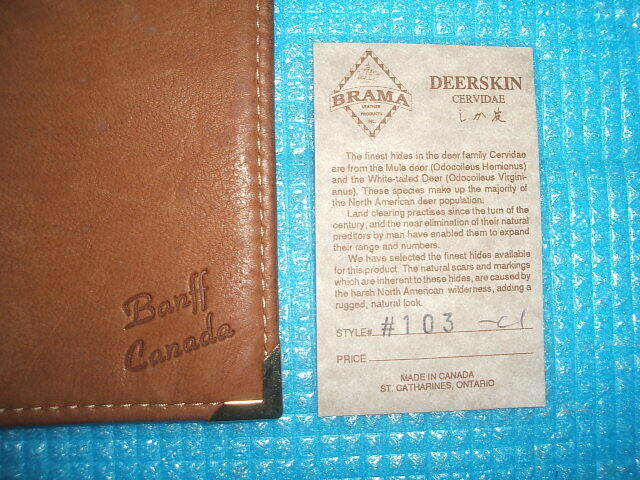 Banff
Canada
BRAMA
LEATHER
PRODUCTS
INC.
DEERSKIN
CERVIDAE
しか皮
The finest hides in the deer family Cervidae
are from the Mule deer (Odocoileus Hemionus)
and the White-tailed Deer (Odocoileus Virgini-
anus). These species make up the majority of
the North American deer population.
Land clearing practises since the turn of the
century, and the near elimination of their natural
preditors by man have enabled them to expand
their range and numbers.
We have selected the finest hides available
for this product. The natural scars and markings
which are inherent to these hides, are caused by
the harsh North American wilderness, adding a
rugged, natural look.
STYLE# #103 -C1
PRICE
MADE IN CANADA
ST. CATHARINES, ONTARIO